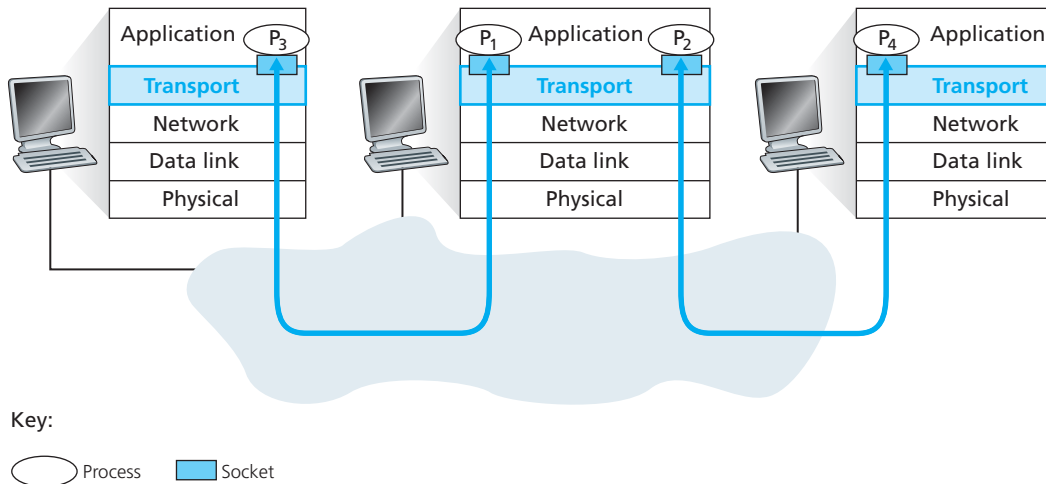 Application P3
Transport
Network
Data link
Physical
P1 Application P2
Transport
Network
Data link
Physical
P4 Application
Transport
Network
Data link
Physical
Key:
Process
Socket